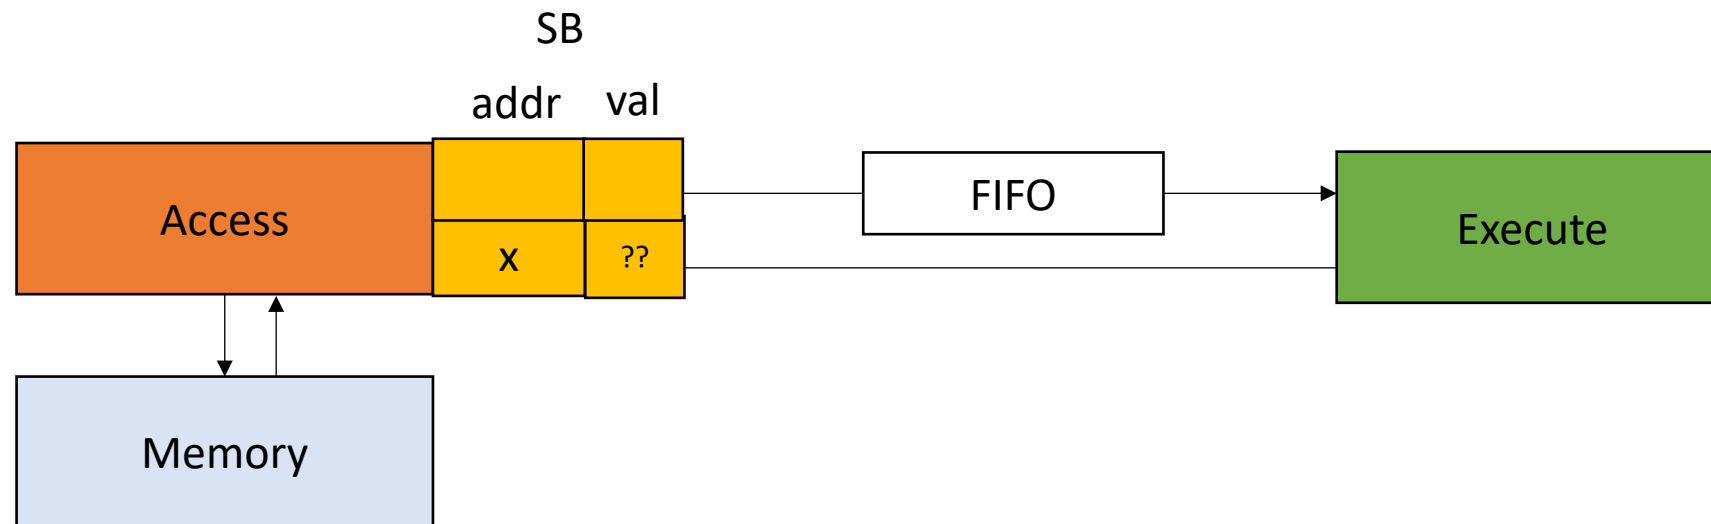 SB
addr val
Access
FIFO
Execute
x
??
Memory